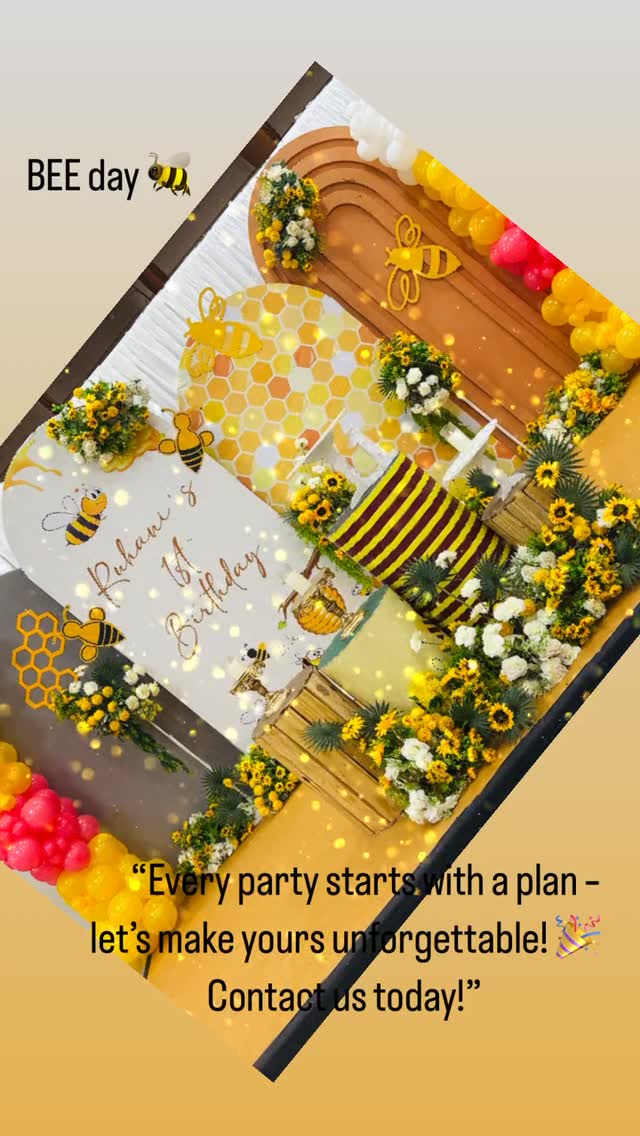 BEE day 🐝
Ruhani's
1st
Birthday
“Every party starts with a plan –
let’s make yours unforgettable! 🎉
Contact us today!”